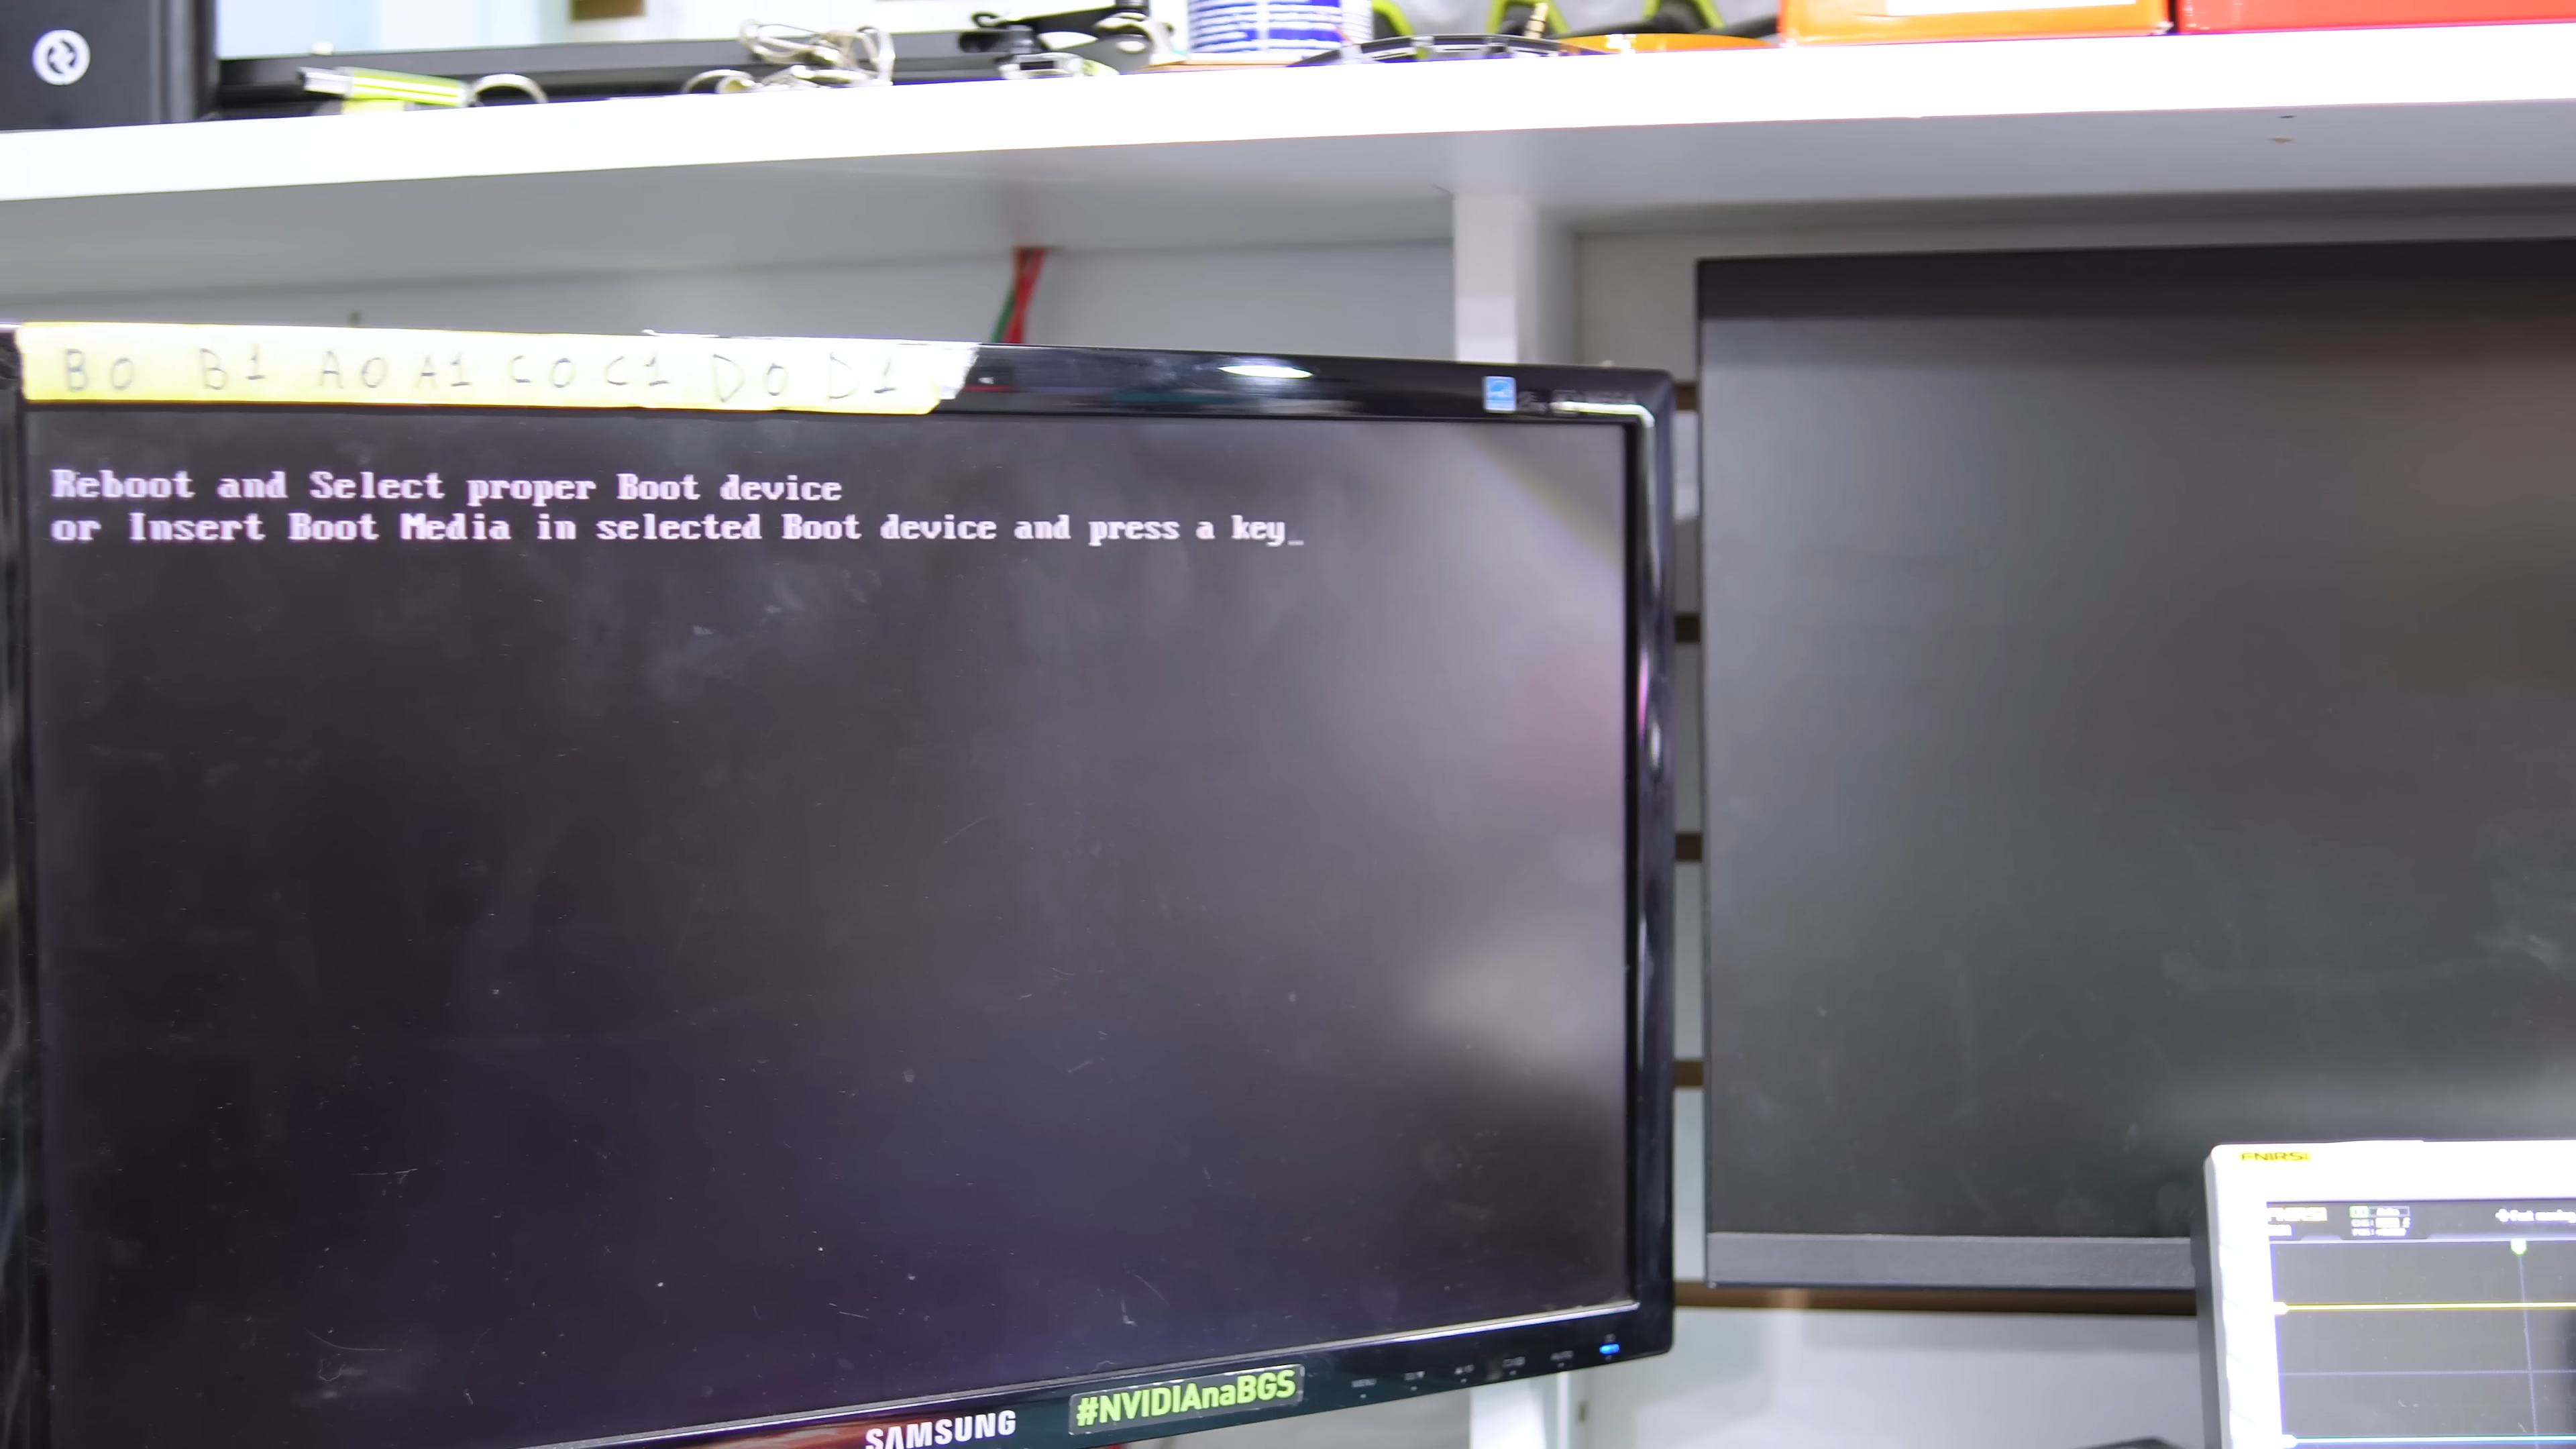 B0 B1 A0 A1 C0 C1 D0 D1
Reboot and Select proper Boot device
or Insert Boot Media in selected Boot device and press a key_
#NVIDIAnaBGS
SAMSUNG
FNIRSI